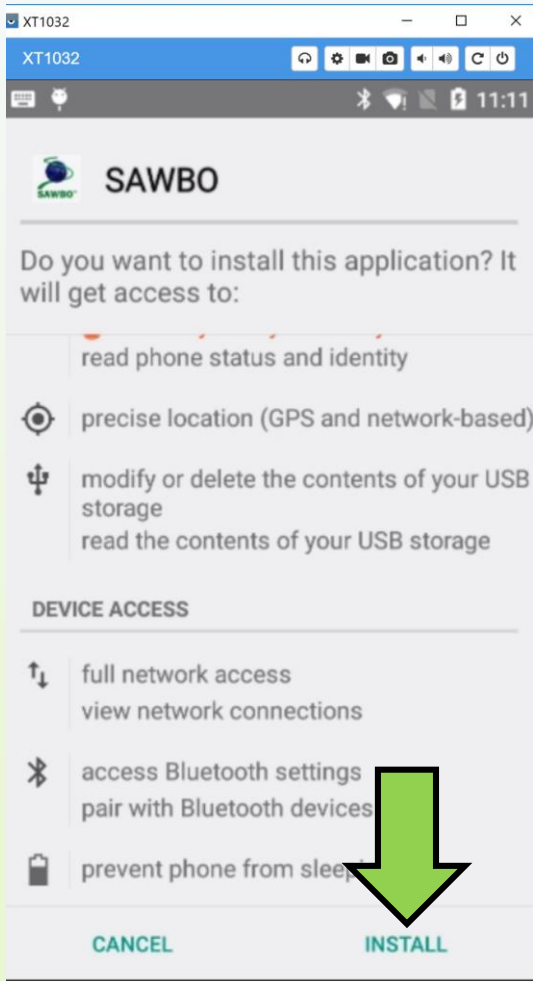 XT1032
XT1032
11:11
SAWBO
SAWBO
Do you want to install this application? It
will get access to:
read phone status and identity
precise location (GPS and network-based)
modify or delete the contents of your USB
storage
read the contents of your USB storage
DEVICE ACCESS
full network access
view network connections
access Bluetooth settings
pair with Bluetooth devices
prevent phone from
CANCEL
INSTALL